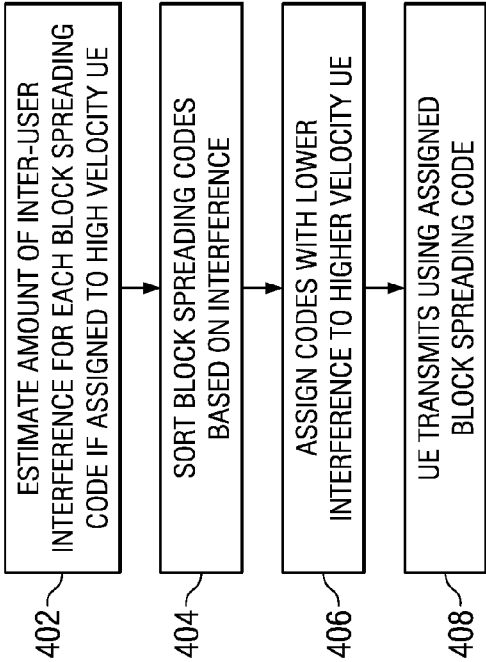 402
ESTIMATE AMOUNT OF INTER-USER
INTERFERENCE FOR EACH BLOCK SPREADING
CODE IF ASSIGNED TO HIGH VELOCITY UE
404
SORT BLOCK SPREADING CODES
BASED ON INTERFERENCE
406
ASSIGN CODES WITH LOWER
INTERFERENCE TO HIGHER VELOCITY UE
408
UE TRANSMITS USING ASSIGNED
BLOCK SPREADING CODE